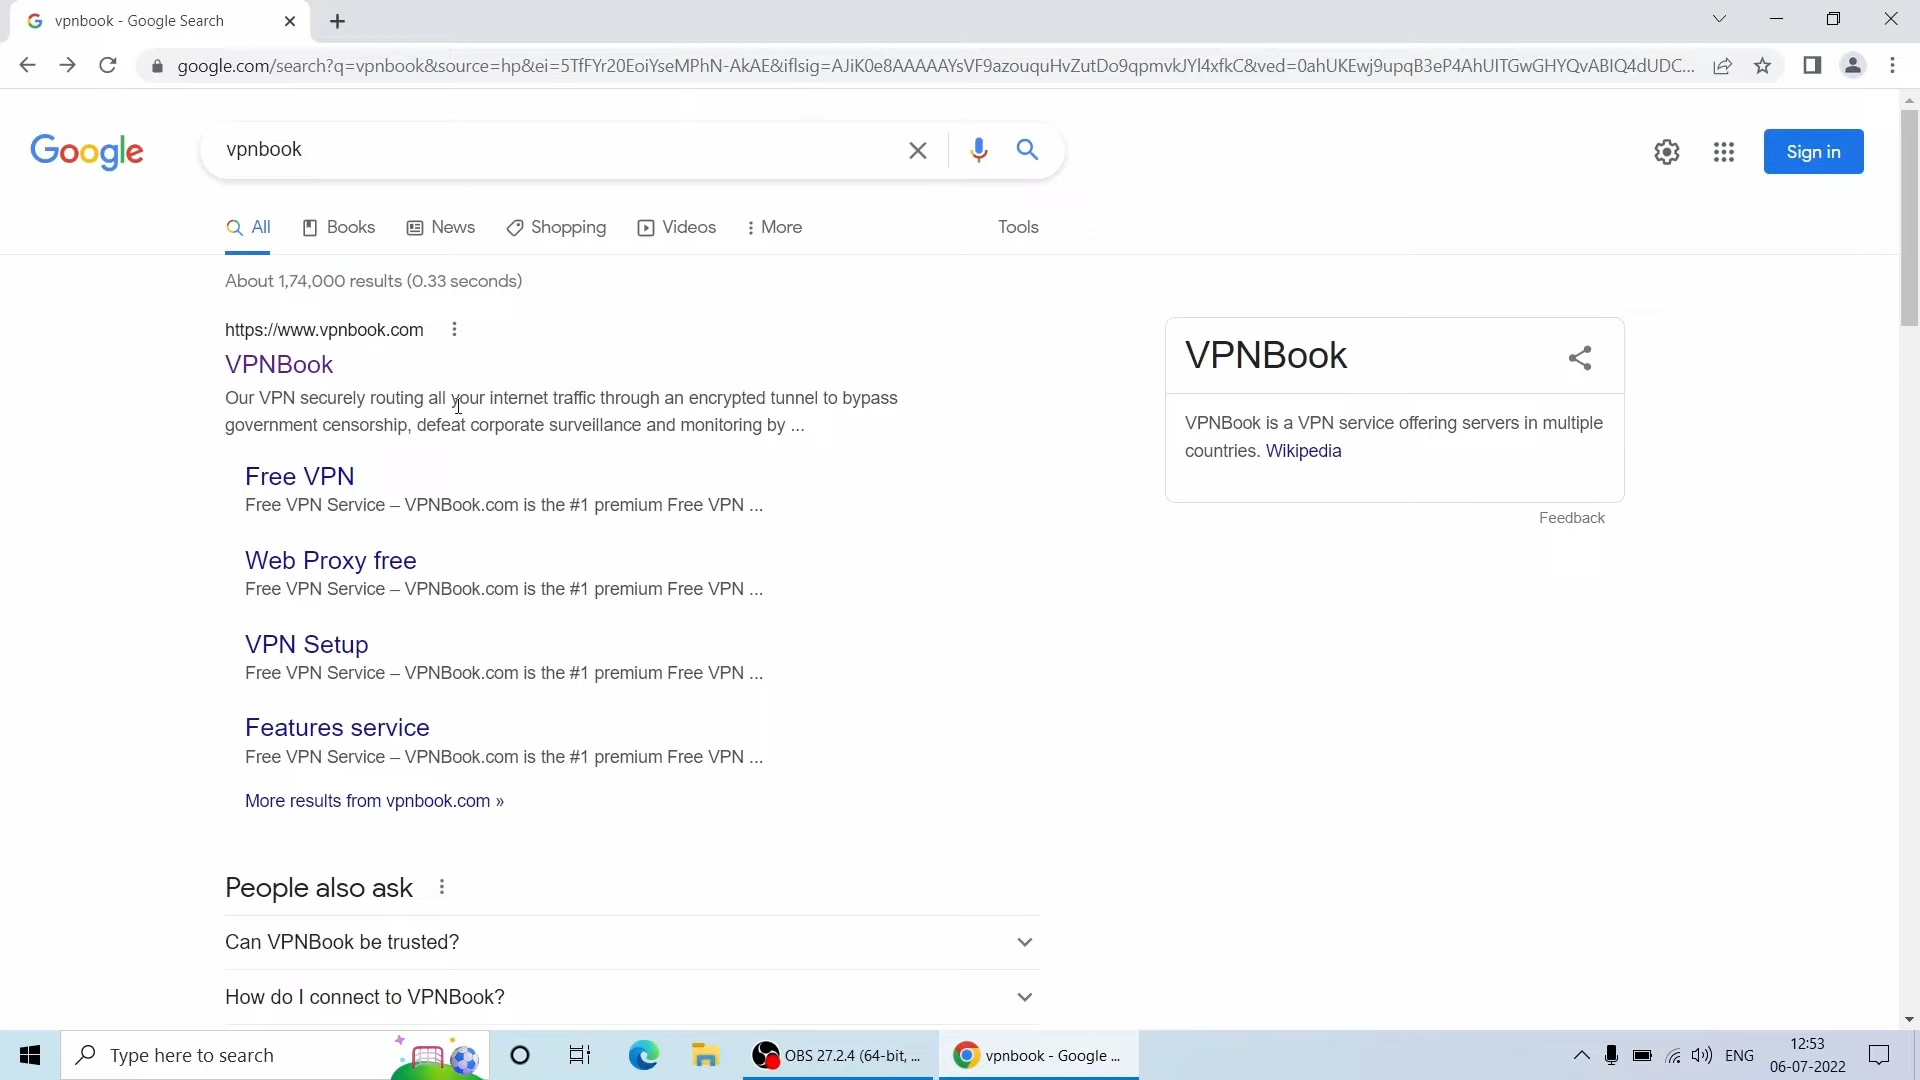 vpnbook - Google Search
google.com/search?q=vpnbook&source=hp&ei=5TfFYr20EoiYseMPhN-AkAE&iflsig=AJiK0e8AAAAAYsVF9azouquHvZutDo9qpmvkJYl4xfkC&ved=0ahUKEwj9upqB3eP4AhUITGwGHYQvABIQ4dUDC...
Google
vpnbook
Sign in
All
Books
News
Shopping
Videos
More
Tools
About 1,74,000 results (0.33 seconds)
https://www.vpnbook.com
VPNBook
Our VPN securely routing all your internet traffic through an encrypted tunnel to bypass
government censorship, defeat corporate surveillance and monitoring by ...
Free VPN
Free VPN Service – VPNBook.com is the #1 premium Free VPN ...
Web Proxy free
Free VPN Service – VPNBook.com is the #1 premium Free VPN ...
VPN Setup
Free VPN Service – VPNBook.com is the #1 premium Free VPN ...
Features service
Free VPN Service – VPNBook.com is the #1 premium Free VPN ...
More results from vpnbook.com »
People also ask
Can VPNBook be trusted?
How do I connect to VPNBook?
VPNBook
VPNBook is a VPN service offering servers in multiple
countries. Wikipedia
Feedback
Type here to search
OBS 27.2.4 (64-bit, ...
vpnbook - Google ...
ENG
12:53
06-07-2022